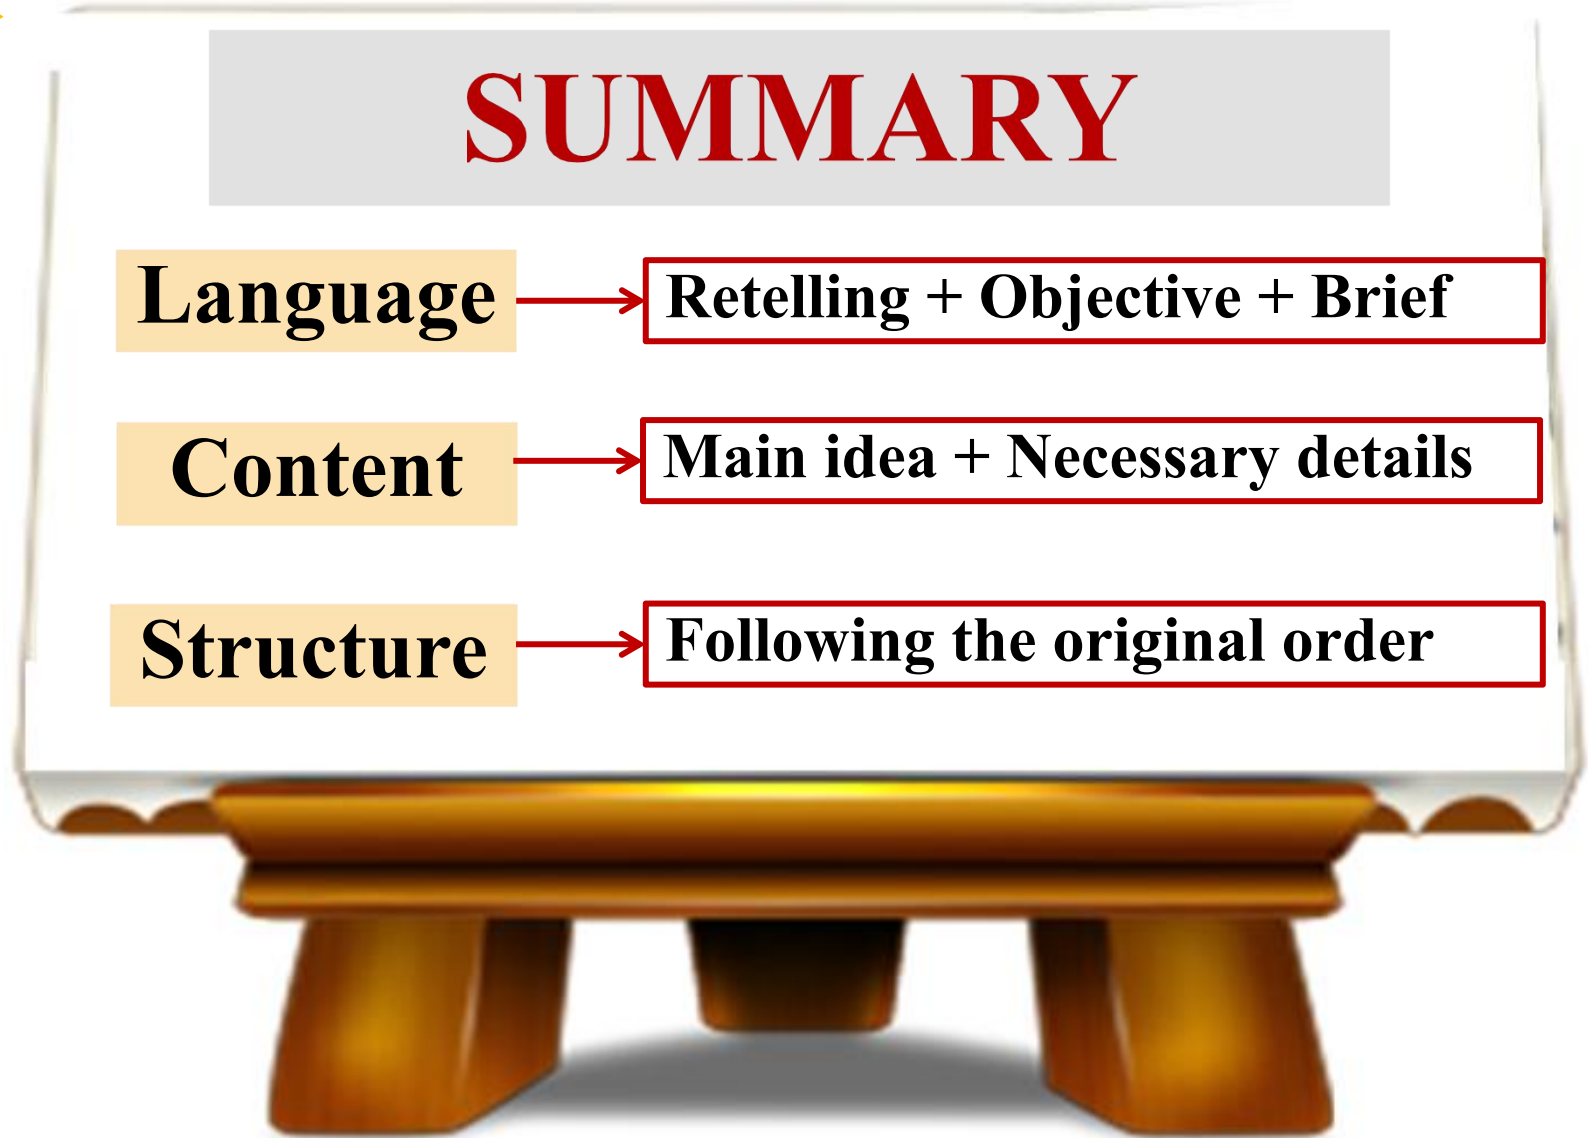 SUMMARY
Language
Retelling + Objective + Brief
Content
Main idea + Necessary details
Structure
Following the original order